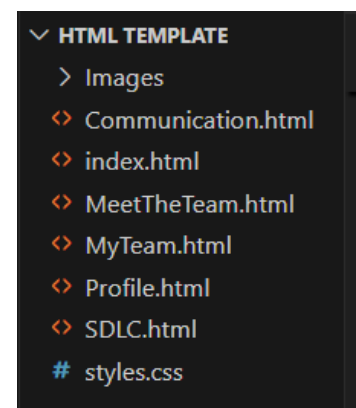 HTML TEMPLATE
Images
Communication.html
index.html
MeetTheTeam.html
MyTeam.html
Profile.html
SDLC.html
# styles.css